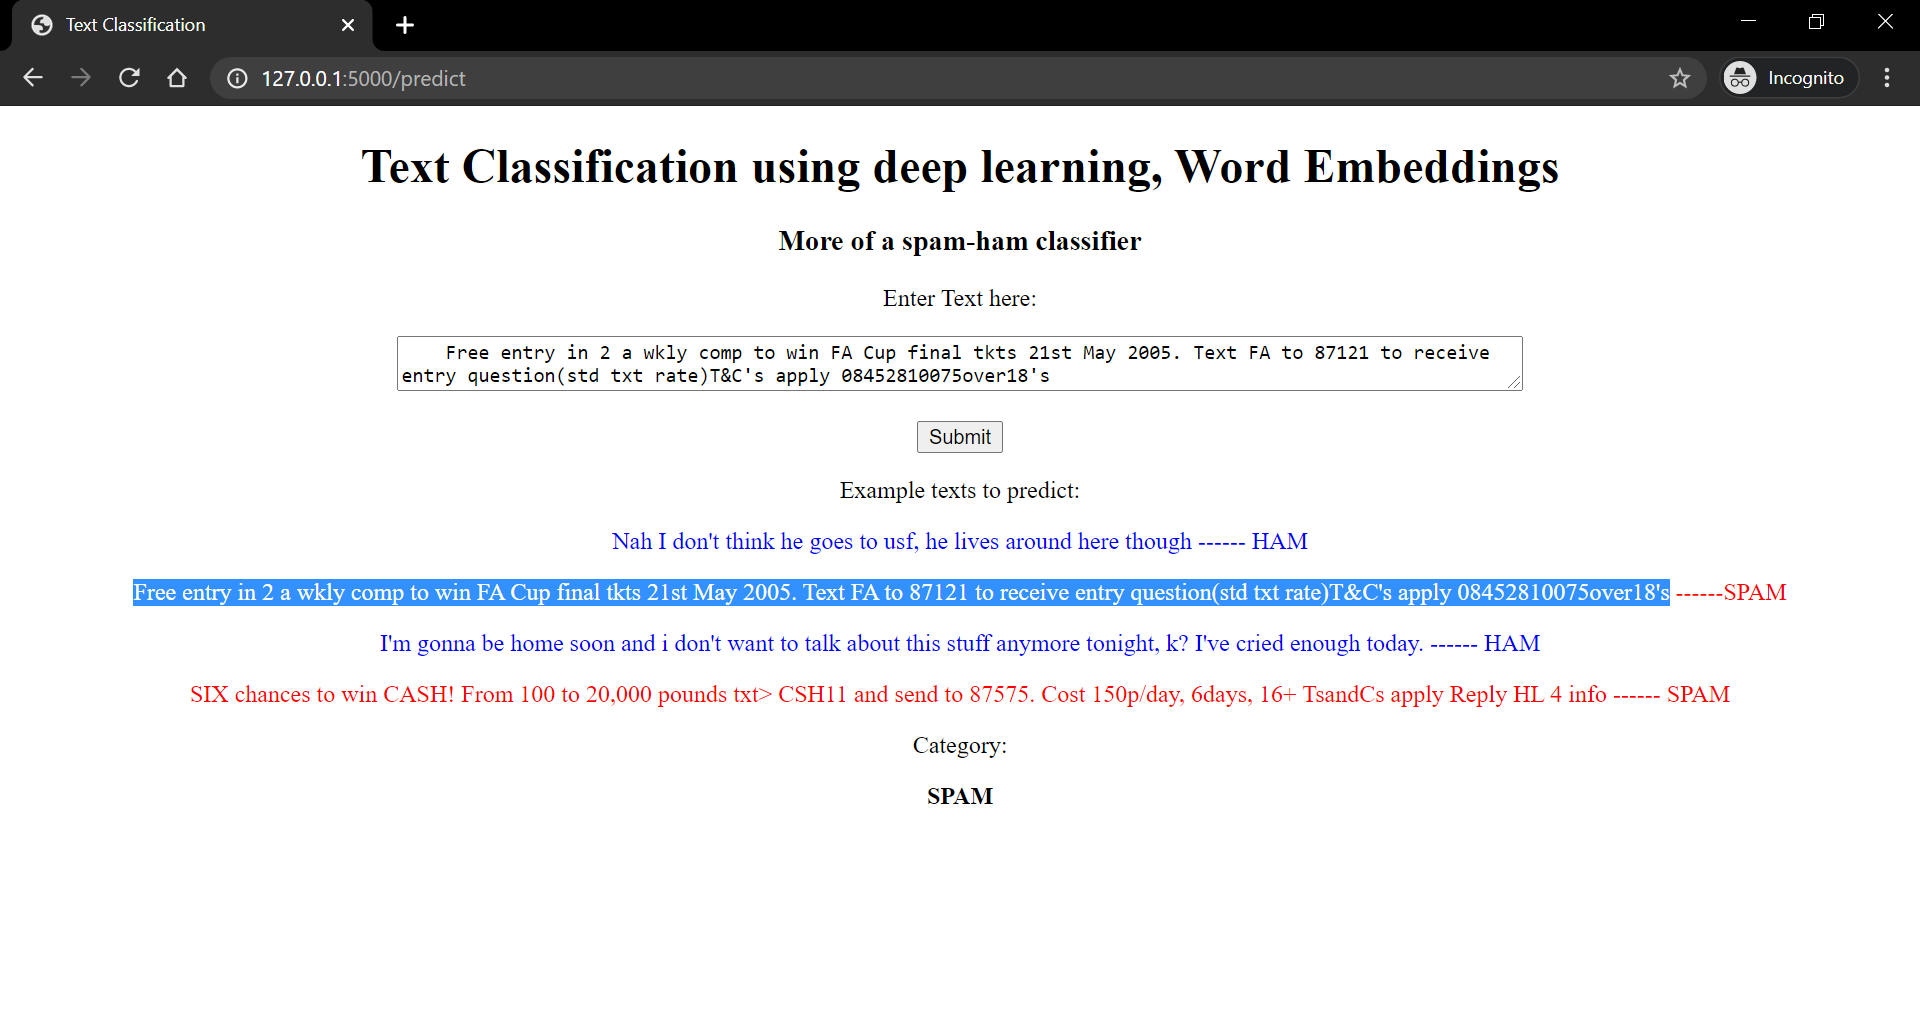 Text Classification
127.0.0.1:5000/predict
Incognito
Text Classification using deep learning, Word Embeddings
More of a spam-ham classifier
Enter Text here:
Free entry in 2 a wkly comp to win FA Cup final tkts 21st May 2005. Text FA to 87121 to receive
entry question(std txt rate)T&C's apply 08452810075over18's
Submit
Example texts to predict:
Nah I don't think he goes to usf, he lives around here though ------ HAM
Free entry in 2 a wkly comp to win FA Cup final tkts 21st May 2005. Text FA to 87121 to receive entry question(std txt rate)T&C's apply 08452810075over18's ------SPAM
I'm gonna be home soon and i don't want to talk about this stuff anymore tonight, k? I've cried enough today. ------ HAM
SIX chances to win CASH! From 100 to 20,000 pounds txt> CSH11 and send to 87575. Cost 150p/day, 6days, 16+ TsandCs apply Reply HL 4 info ------ SPAM
Category:
SPAM